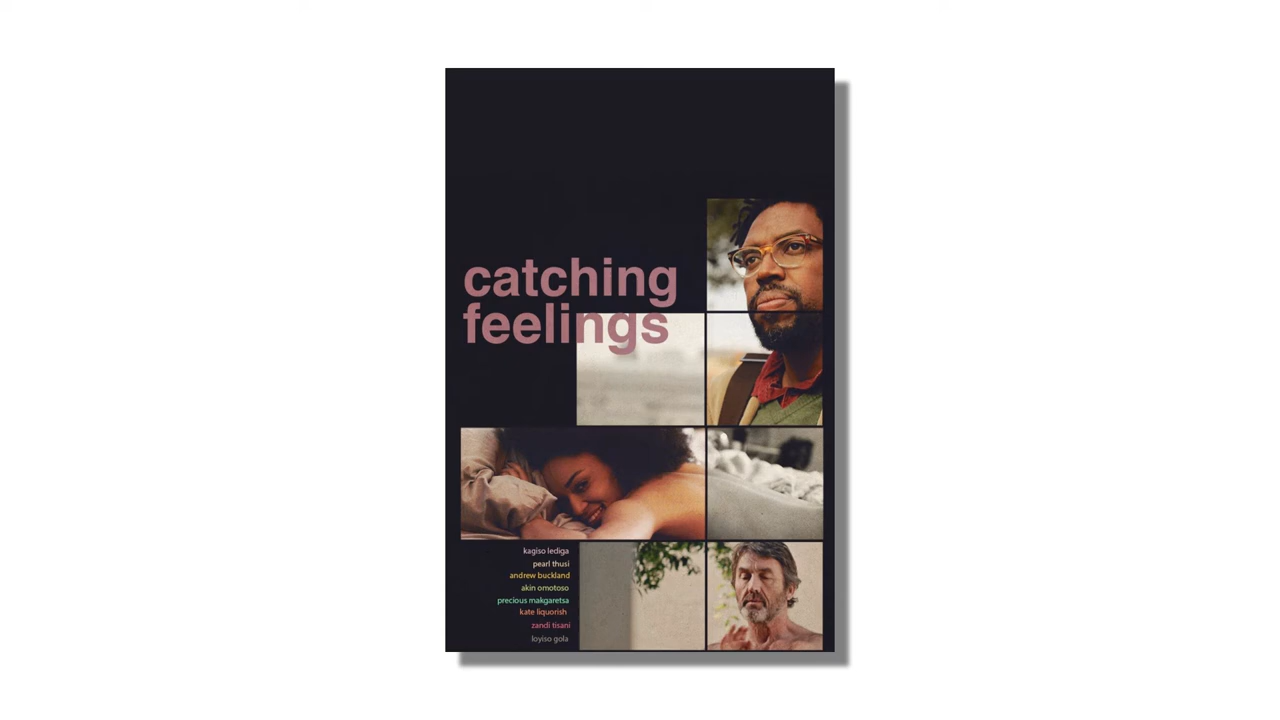 catching
feelings
kagiso lediga
pearl thusi
andrew buckland
akin omotoso
precious makgaretsa
kate liquorish
zandi tisani
loyiso gola